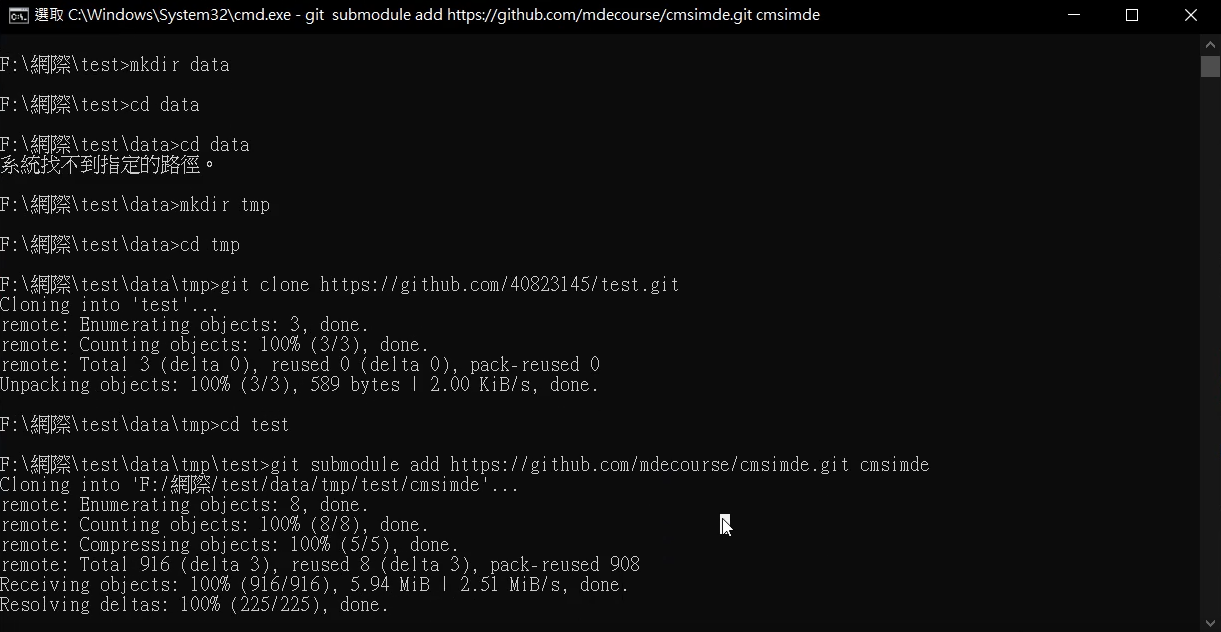 選取 C:\Windows\System32\cmd.exe - git  submodule add https://github.com/mdecourse/cmsimde.git cmsimde
F:\網際\test>mkdir data
F:\網際\test>cd data
F:\網際\test\data>cd data
系統找不到指定的路徑。
F:\網際\test\data>mkdir tmp
F:\網際\test\data>cd tmp
F:\網際\test\data\tmp>git clone https://github.com/40823145/test.git
Cloning into 'test'...
remote: Enumerating objects: 3, done.
remote: Counting objects: 100% (3/3), done.
remote: Total 3 (delta 0), reused 0 (delta 0), pack-reused 0
Unpacking objects: 100% (3/3), 589 bytes | 2.00 KiB/s, done.
F:\網際\test\data\tmp>cd test
F:\網際\test\data\tmp\test>git submodule add https://github.com/mdecourse/cmsimde.git cmsimde
Cloning into 'F:/網際/test/data/tmp/test/cmsimde'...
remote: Enumerating objects: 8, done.
remote: Counting objects: 100% (8/8), done.
remote: Compressing objects: 100% (5/5), done.
remote: Total 916 (delta 3), reused 8 (delta 3), pack-reused 908
Receiving objects: 100% (916/916), 5.94 MiB | 2.51 MiB/s, done.
Resolving deltas: 100% (225/225), done.